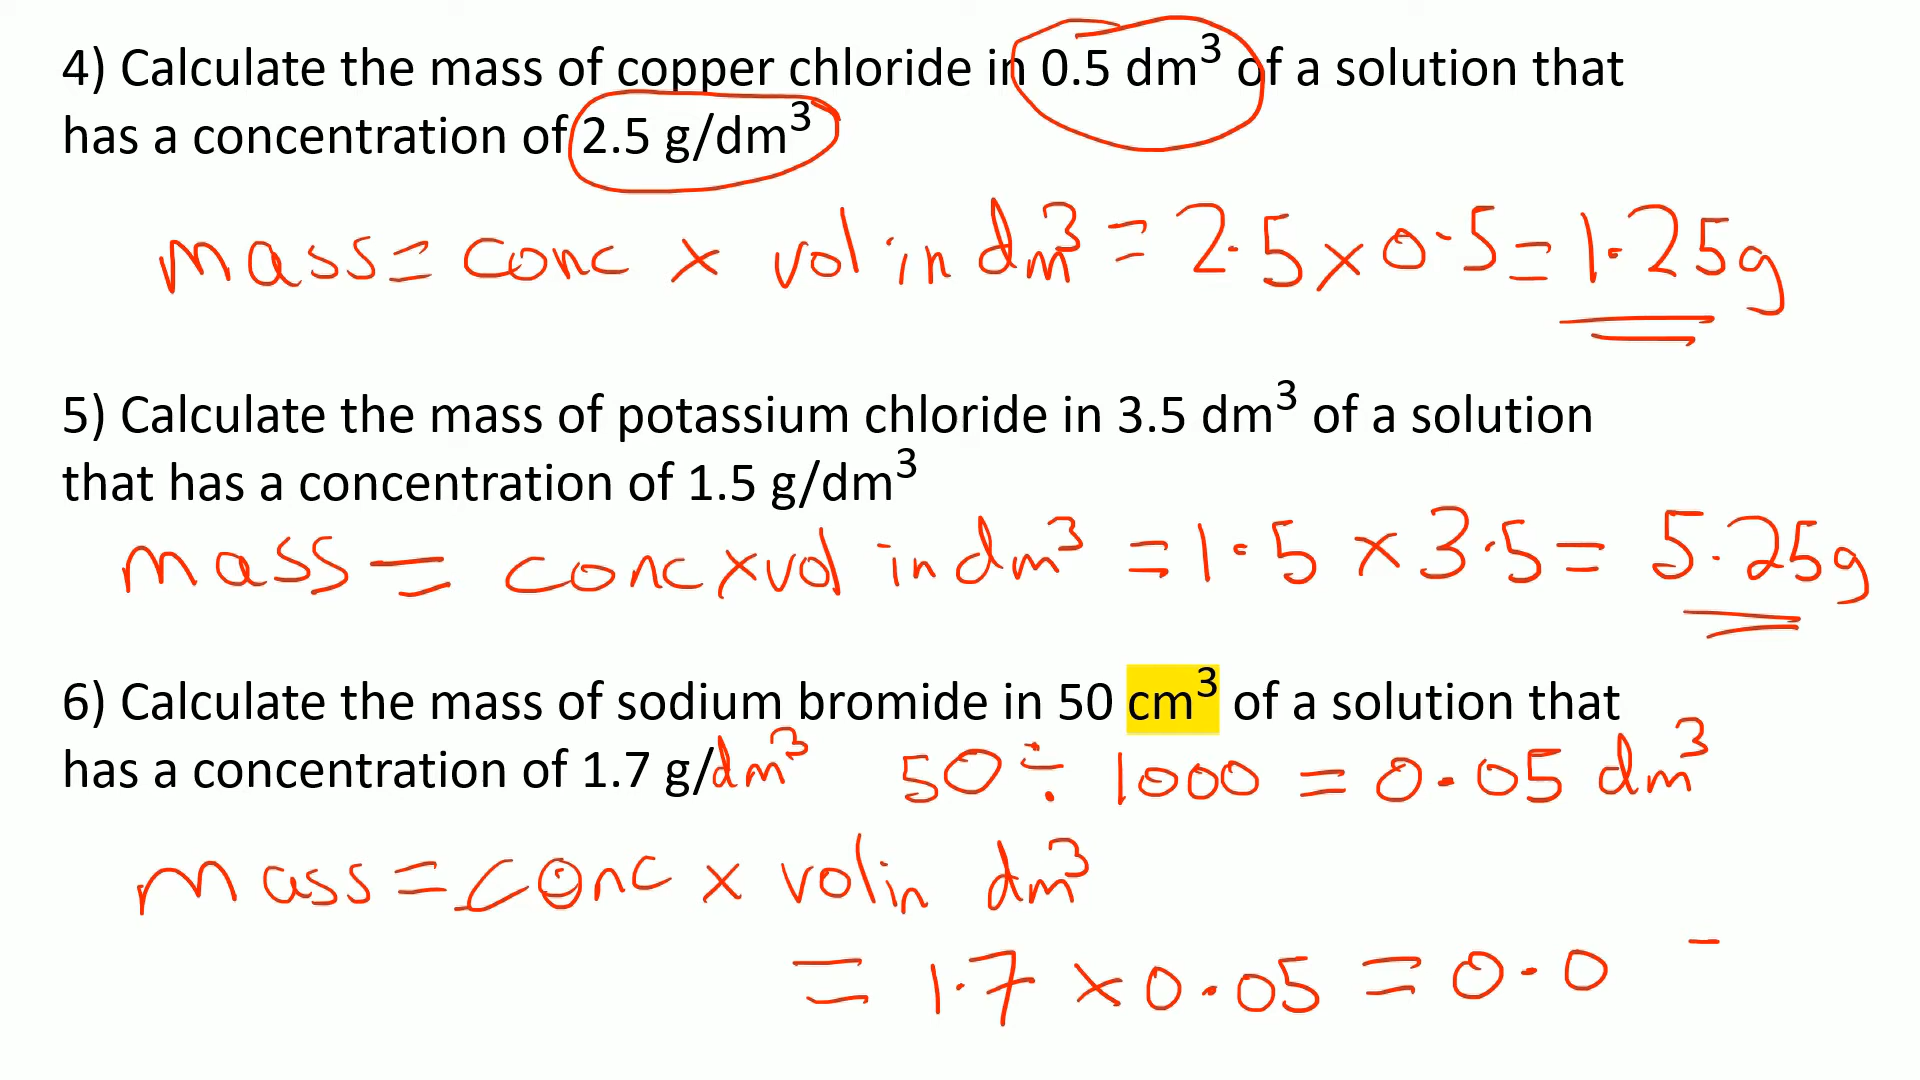 4) Calculate the mass of copper chloride in 0.5 dm³ of a solution that
has a concentration of 2.5 g/dm³
mass = conc x vol in dm³ = 2.5 x 0.5 = 1.25g
5) Calculate the mass of potassium chloride in 3.5 dm³ of a solution
that has a concentration of 1.5 g/dm³
mass = conc x vol in dm³ = 1.5 x 3.5 = 5.25g
6) Calculate the mass of sodium bromide in 50 cm³ of a solution that
has a concentration of 1.7 g/dm³ 50 ÷ 1000 = 0.05 dm³
mass = conc x vol in dm³
= 1.7 x 0.05 = 0.0